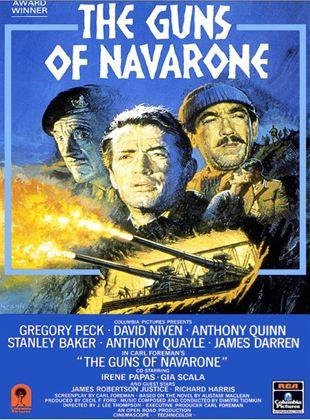 AWARD
WINNER
THE GUNS
OF NAVARONE
COLUMBIA PICTURES PRESENTS
GREGORY PECK · DAVID NIVEN · ANTHONY QUINN
STANLEY BAKER · ANTHONY QUAYLE · JAMES DARREN
IN CARL FOREMAN'S
"THE GUNS OF NAVARONE"
CO-STARRING
IRENE PAPAS · GIA SCALA
AND GUEST STARS
JAMES ROBERTSON JUSTICE · RICHARD HARRIS
SCREENPLAY BY CARL FOREMAN · BASED ON THE NOVEL BY ALISTAIR MACLEAN
PRODUCED BY CECIL F. FORD MUSIC COMPOSED AND CONDUCTED BY DIMITRI TIOMKIN
DIRECTED BY J. LEE THOMPSON EXECUTIVE PRODUCER CARL FOREMAN
AN OPEN ROAD PRODUCTION
CINEMASCOPE TECHNICOLOR
RCA
Columbia
Pictures